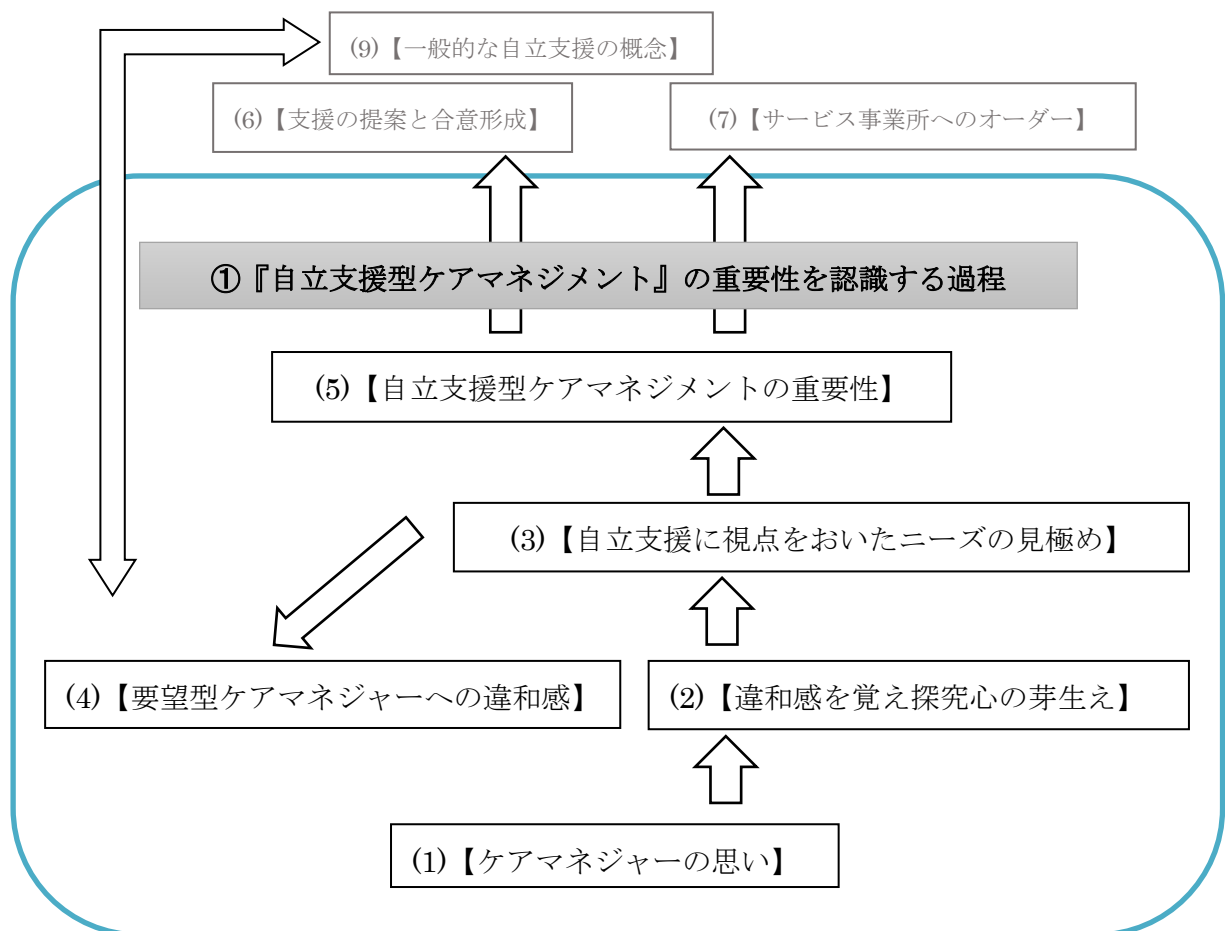 (9)【一般的な自立支援の概念】
(6)【支援の提案と合意形成】
(7)【サービス事業所へのオーダー】
①『自立支援型ケアマネジメント』の重要性を認識する過程
(5)【自立支援型ケアマネジメントの重要性】
(3)【自立支援に視点をおいたニーズの見極め】
(4)【要望型ケアマネジャーへの違和感】
(2)【違和感を覚え探究心の芽生え】
(1)【ケアマネジャーの思い】